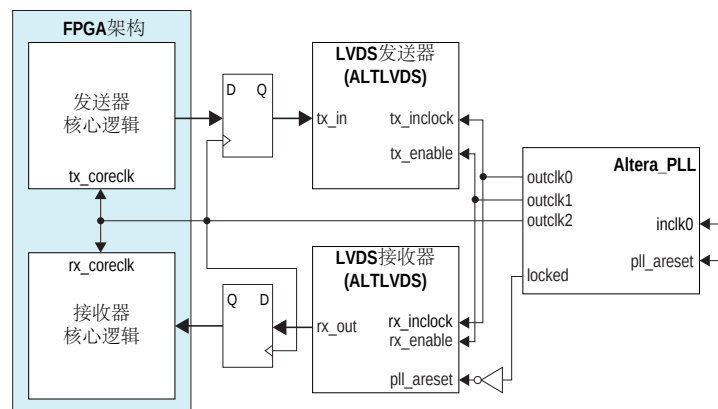 FPGA架构
发送器
核心逻辑
tx_coreclk
rx_coreclk
接收器
核心逻辑
D Q
Q D
LVDS发送器
(ALTLVDS)
tx_in
tx_inclock
tx_enable
LVDS接收器
(ALTLVDS)
rx_out
rx_inclock
rx_enable
pll_areset
Altera_PLL
outclk0
outclk1
outclk2
locked
inclk0
pll_areset